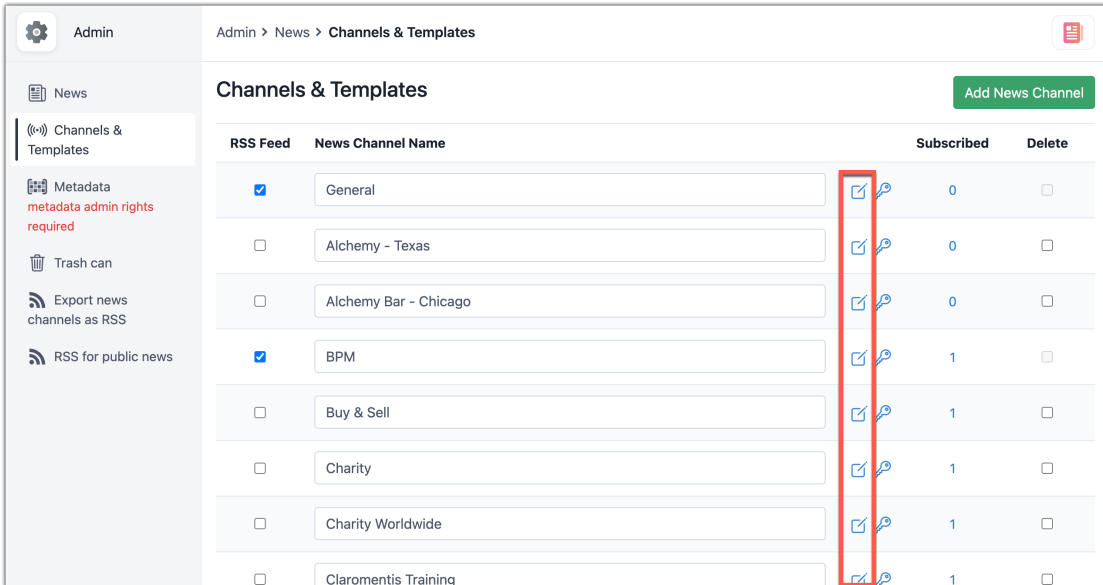 Admin
Admin > News > Channels & Templates
News
Channels &
Templates
Metadata
metadata admin rights
required
Trash can
Export news
channels as RSS
RSS for public news
Channels & Templates
Add News Channel
RSS Feed News Channel Name Subscribed Delete
General 0
Alchemy - Texas 0
Alchemy Bar - Chicago 0
BPM 1
Buy & Sell 1
Charity 1
Charity Worldwide 1
Claromentis Training 1